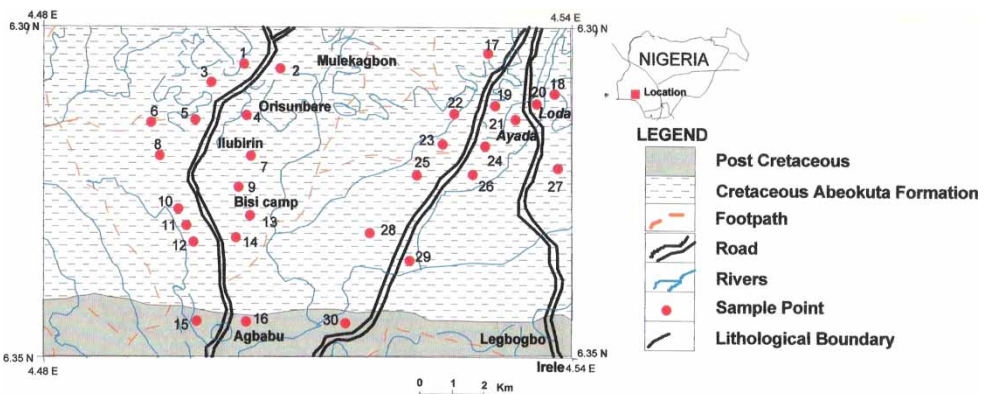 4.48 E
4.54 E
6.30 N
6.30 N
1
2
Mulekagbon
3
17
18
19
20
Loda
Orisunbare
4
5
6
22
21
Ayada
Ilubirin
7
8
23
24
25
26
27
9
Bisi camp
10
11
12
13
14
28
29
15
16
30
Agbabu
Legbogbo
6.35 N
6.35 N
4.48 E
Irele
4.54 E
0 1 2 Km
NIGERIA
Location
LEGEND
Post Cretaceous
Cretaceous Abeokuta Formation
Footpath
Road
Rivers
Sample Point
Lithological Boundary